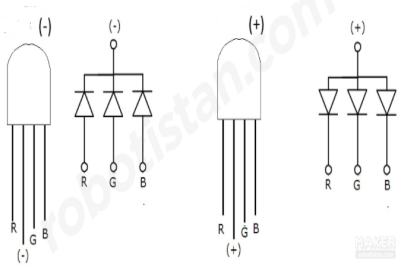 (-)
(-)
(+)
(+)
R G B
R G B
R G B
R G B
(-)
(+)
robotistan.com
MAKER